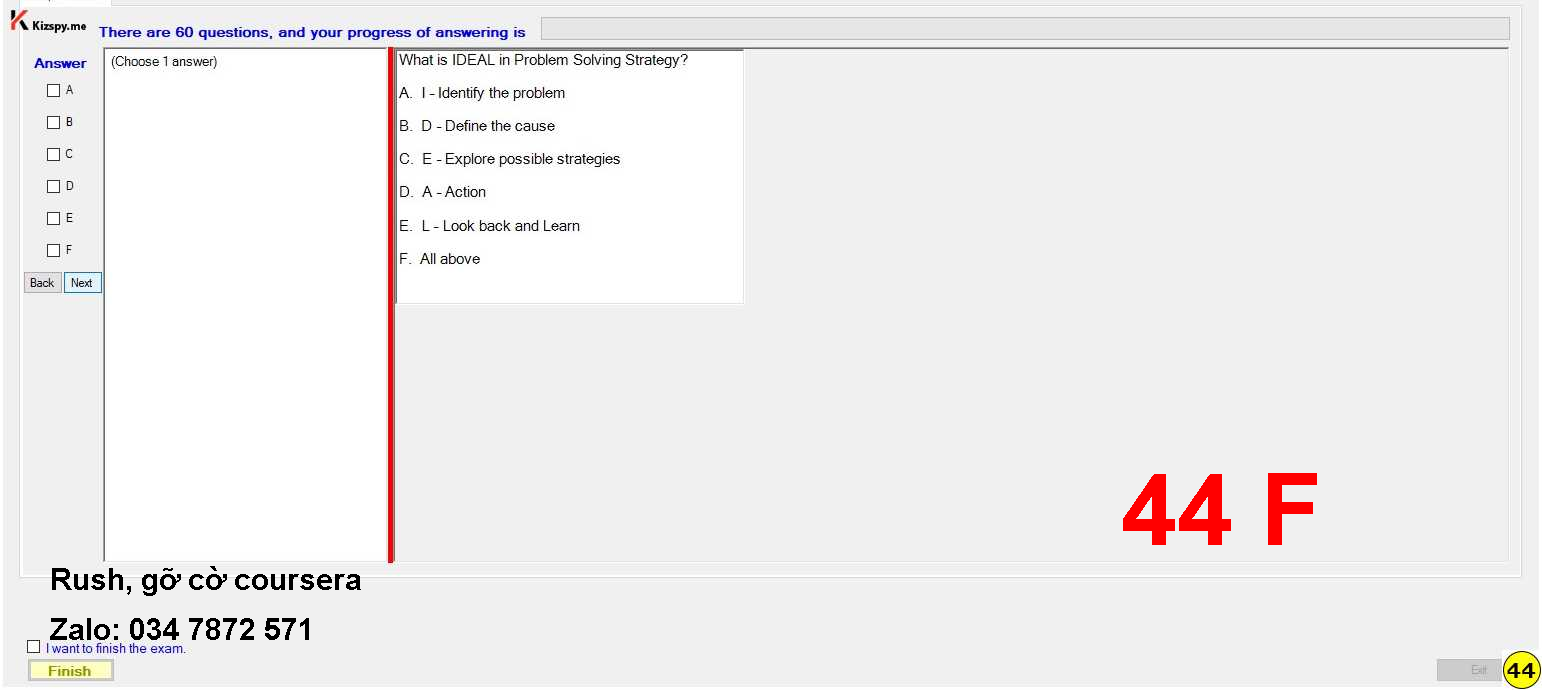 Kizspy.me
There are 60 questions, and your progress of answering is
Answer
(Choose 1 answer)
A
B
C
D
E
F
Back
Next
What is IDEAL in Problem Solving Strategy?
A. I - Identify the problem
B. D - Define the cause
C. E - Explore possible strategies
D. A - Action
E. L - Look back and Learn
F. All above
44 F
Rush, gỡ cờ coursera
Zalo: 034 7872 571
I want to finish the exam.
Finish
Exit
44